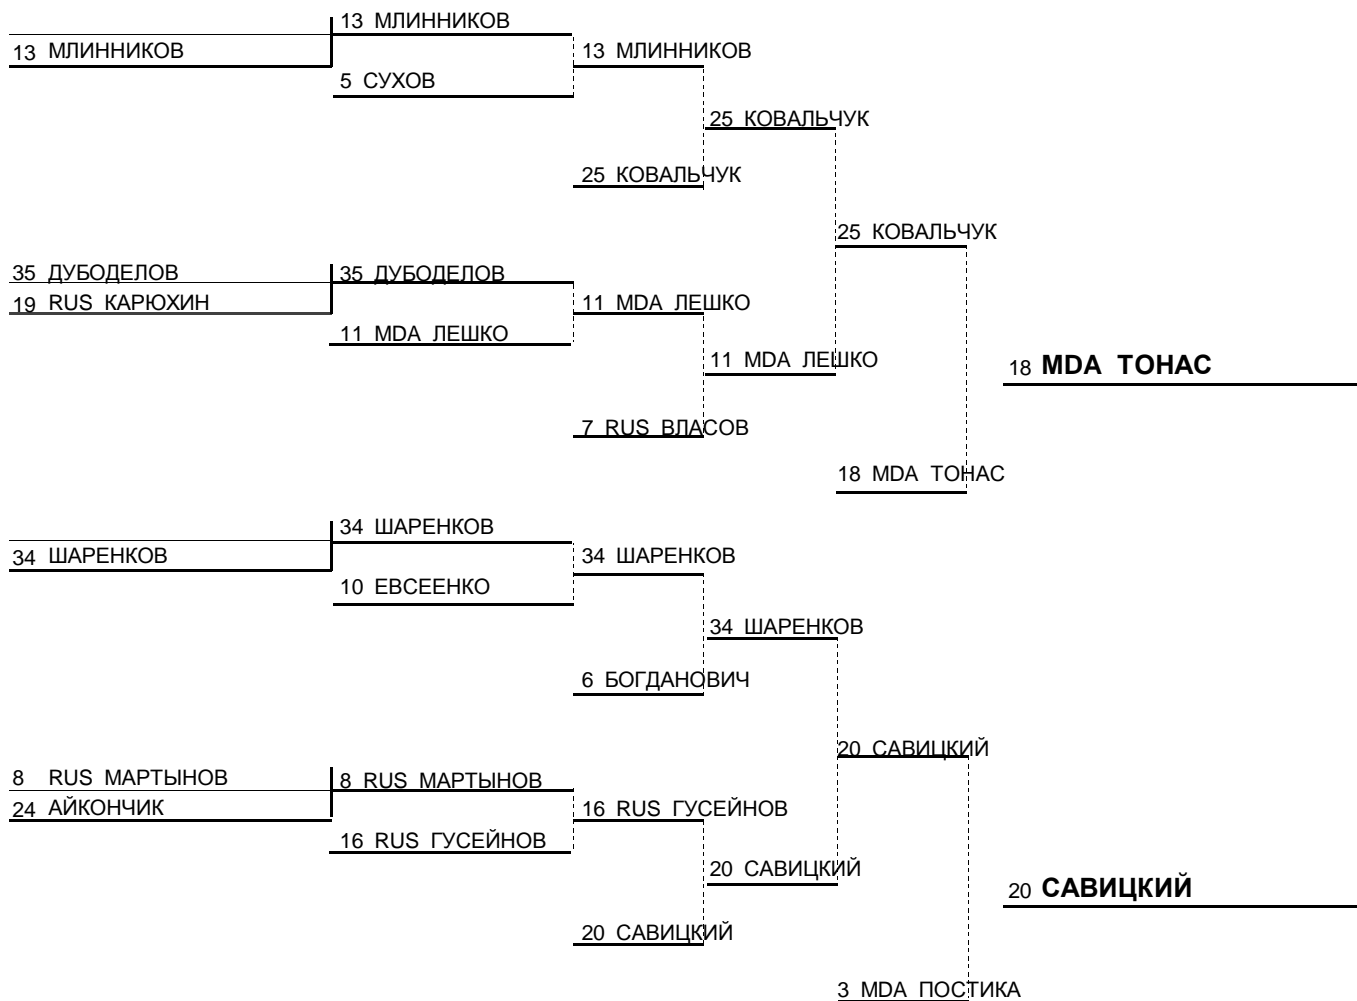 13 МЛИННИКОВ
13 МЛИННИКОВ
13 МЛИННИКОВ
5 СУХОВ
25 КОВАЛЬЧУК
25 КОВАЛЬЧУК
25 КОВАЛЬЧУК
35 ДУБОДЕЛОВ
35 ДУБОДЕЛОВ
19 RUS КАРЮХИН
11 MDA ЛЕШКО
11 MDA ЛЕШКО
11 MDA ЛЕШКО
18 MDA ТОНАС
7 RUS ВЛАСОВ
18 MDA ТОНАС
34 ШАРЕНКОВ
34 ШАРЕНКОВ
34 ШАРЕНКОВ
10 ЕВСЕЕНКО
34 ШАРЕНКОВ
6 БОГДАНОВИЧ
20 САВИЦКИЙ
8 RUS МАРТЫНОВ
8 RUS МАРТЫНОВ
24 АЙКОНЧИК
16 RUS ГУСЕЙНОВ
16 RUS ГУСЕЙНОВ
20 САВИЦКИЙ
20 САВИЦКИЙ
20 САВИЦКИЙ
3 MDA ПОСТИКА